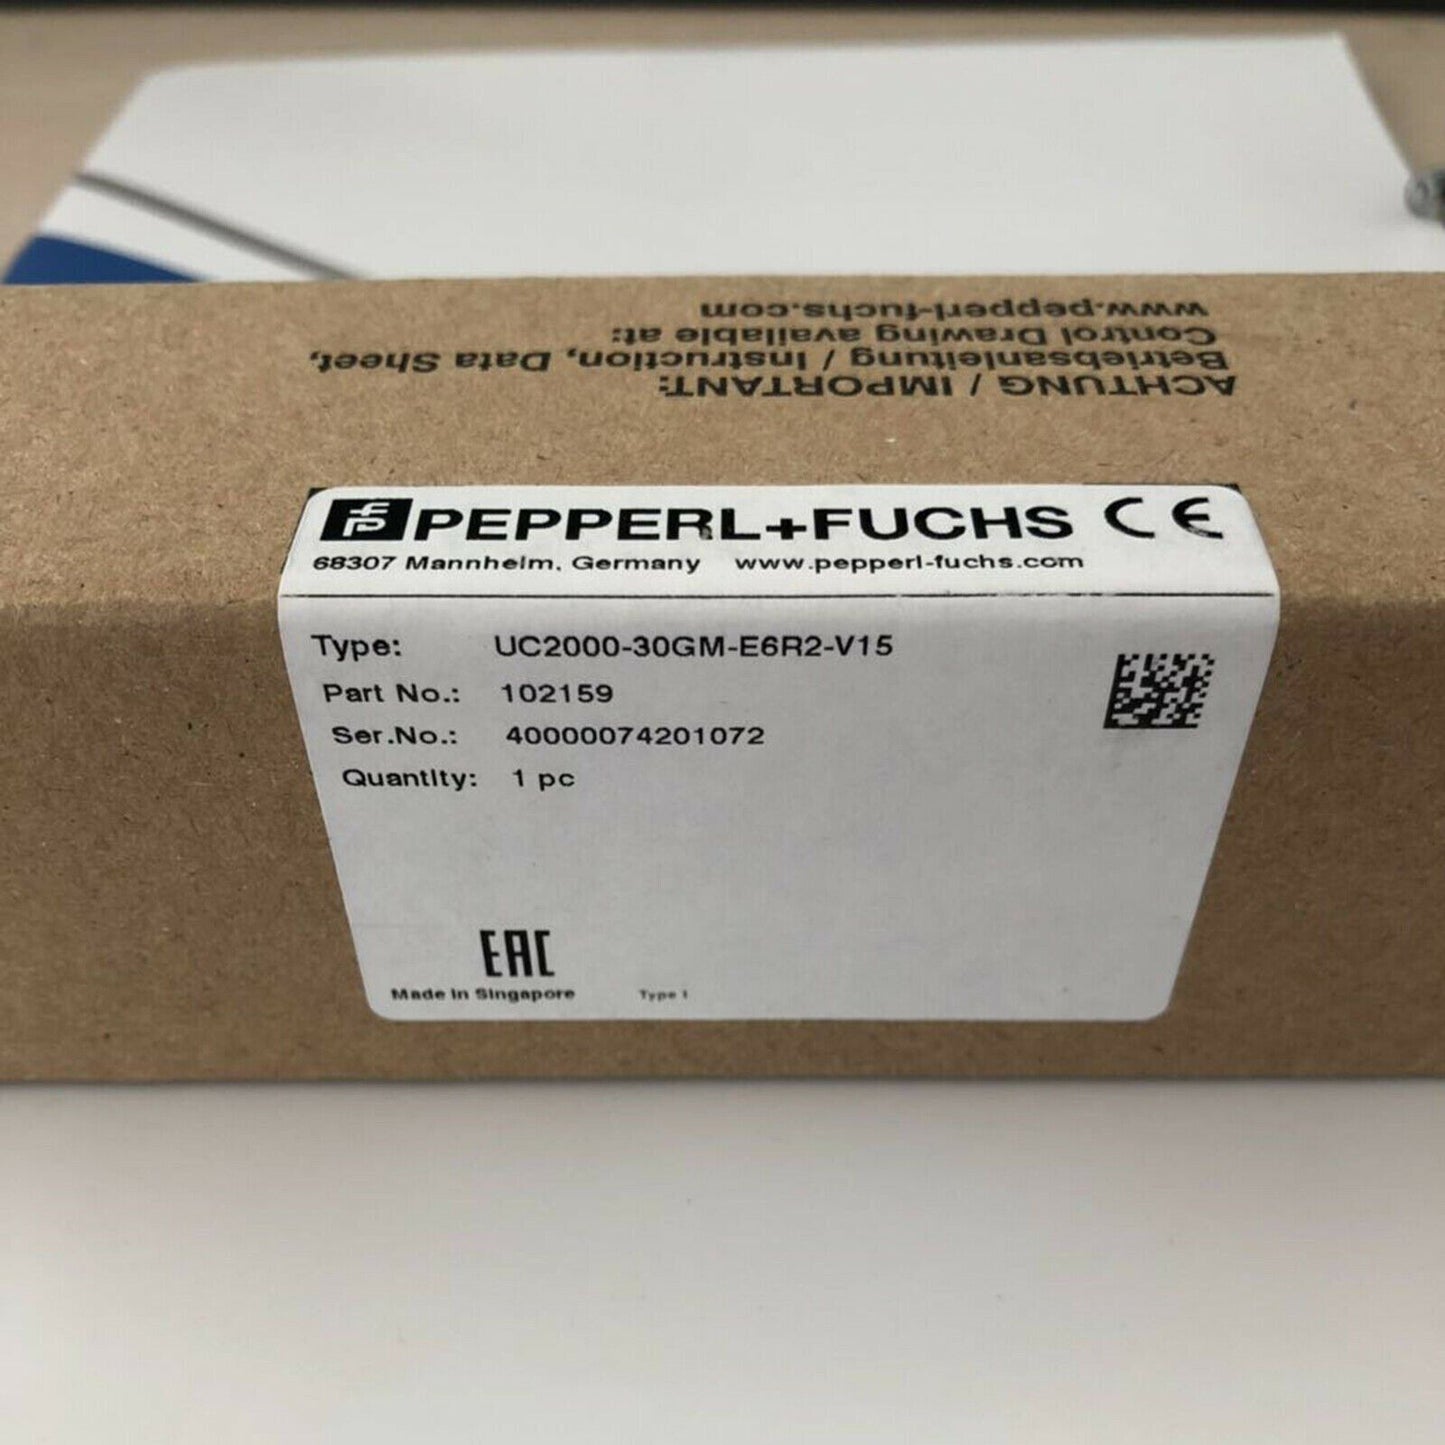 www.pepperl-fuchs.com
Control Drawing available at:
Betriebsanleitung / Instruction, Data Sheet,
ACHTUNG / IMPORTANT:
PEPPERL+FUCHS CE
68307 Mannheim, Germany www.pepperl-fuchs.com
Type: UC2000-30GM-E6R2-V15
Part No.: 102159
Ser.No.: 40000074201072
Quantity: 1 pc
EAC
Made in Singapore Type 1